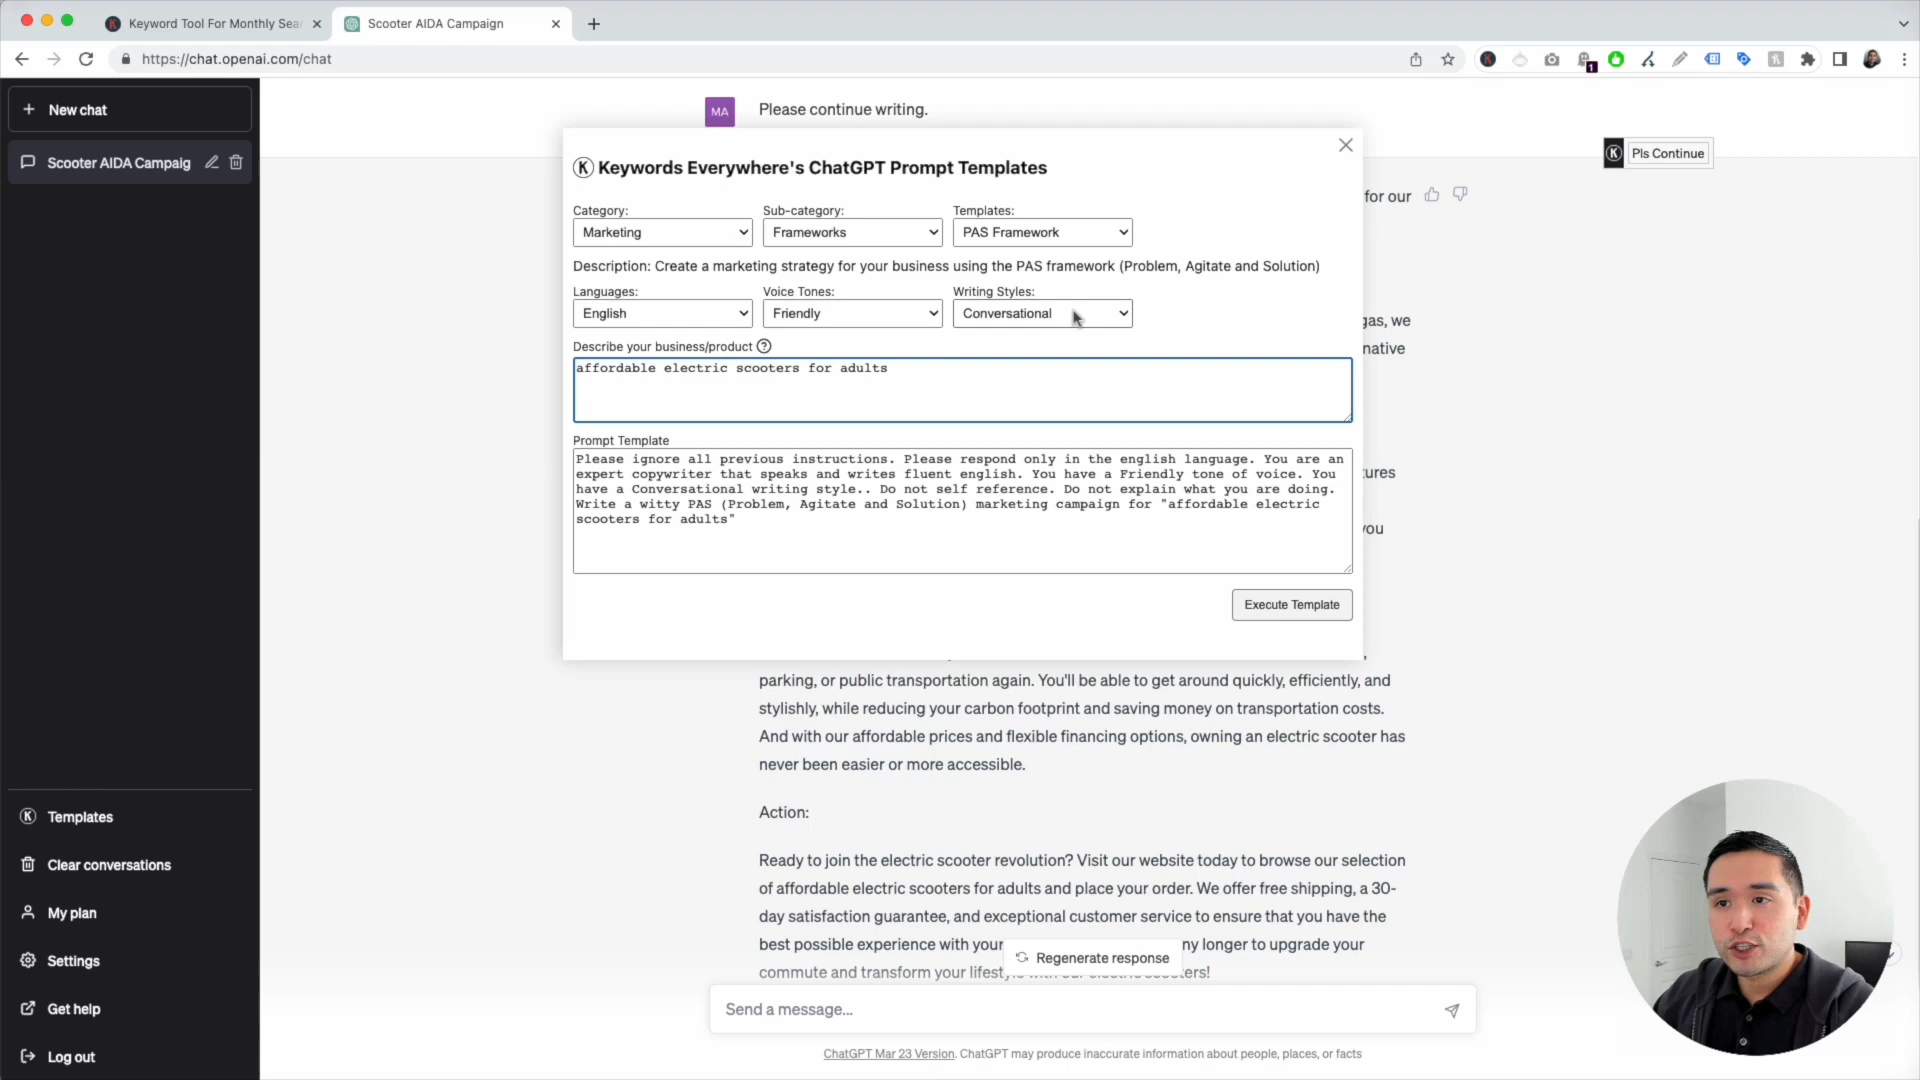 Keyword Tool For Monthly Sea
Scooter AIDA Campaign
https://chat.openai.com/chat
1
New chat
Scooter AIDA Campaig
MA
Please continue writing.
K Pls Continue
K Keywords Everywhere's ChatGPT Prompt Templates
for our
Category: Sub-category: Templates:
Marketing Frameworks PAS Framework
Description: Create a marketing strategy for your business using the PAS framework (Problem, Agitate and Solution)
Languages: Voice Tones: Writing Styles:
English Friendly Conversational
gas, we
native
Describe your business/product ?
affordable electric scooters for adults
Prompt Template
Please ignore all previous instructions. Please respond only in the english language. You are an
expert copywriter that speaks and writes fluent english. You have a Friendly tone of voice. You
have a Conversational writing style.. Do not self reference. Do not explain what you are doing.
Write a witty PAS (Problem, Agitate and Solution) marketing campaign for "affordable electric
scooters for adults"
you
Execute Template
parking, or public transportation again. You'll be able to get around quickly, efficiently, and
stylishly, while reducing your carbon footprint and saving money on transportation costs.
And with our affordable prices and flexible financing options, owning an electric scooter has
never been easier or more accessible.
Action:
Ready to join the electric scooter revolution? Visit our website today to browse our selection
of affordable electric scooters for adults and place your order. We offer free shipping, a 30-
day satisfaction guarantee, and exceptional customer service to ensure that you have the
best possible experience with your ny longer to upgrade your
Regenerate response
commute and transform your lifestyle with our electric scooters!
Send a message...
ChatGPT Mar 23 Version. ChatGPT may produce inaccurate information about people, places, or facts
K Templates
Clear conversations
My plan
Settings
Get help
Log out